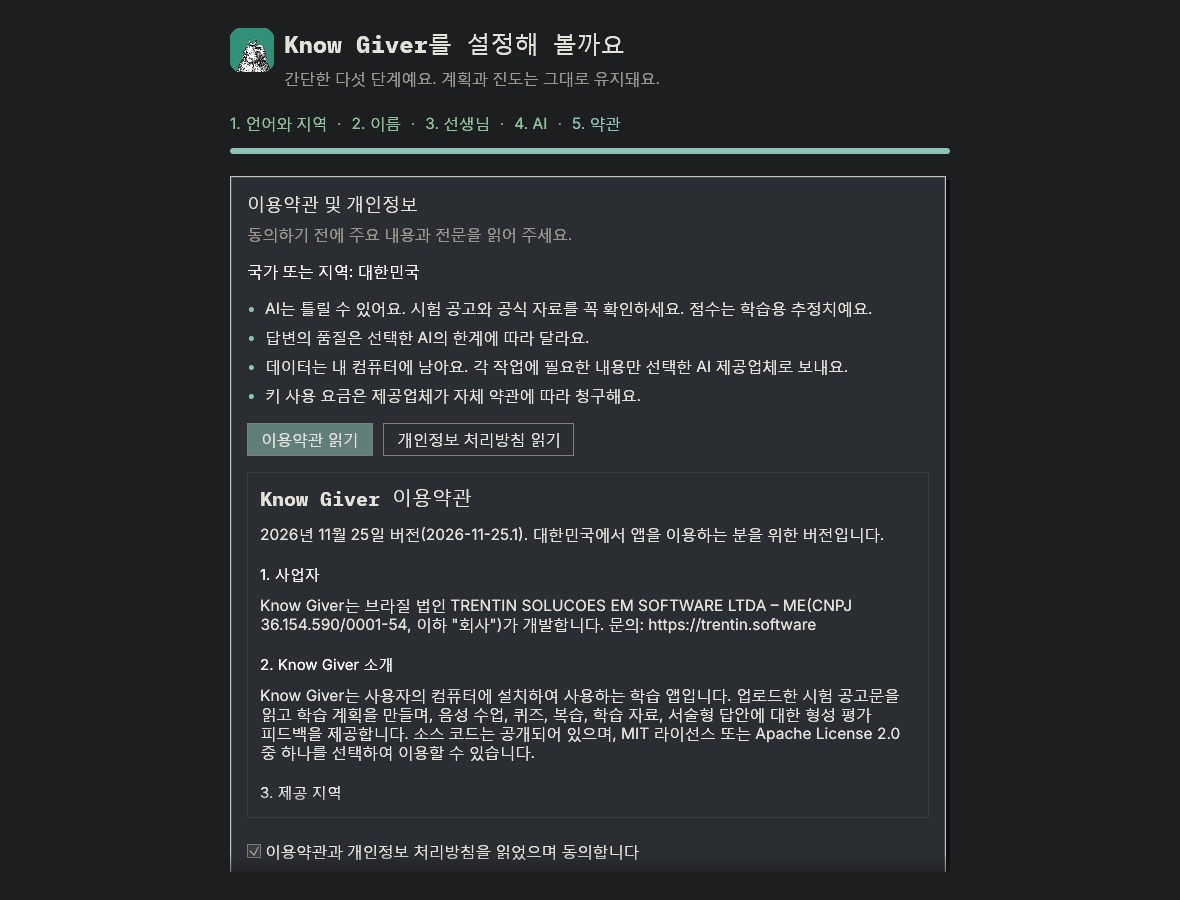 Know Giver를 설정해 볼까요
간단한 다섯 단계예요. 계획과 진도는 그대로 유지돼요.
1. 언어와 지역 · 2. 이름 · 3. 선생님 · 4. AI · 5. 약관
이용약관 및 개인정보
동의하기 전에 주요 내용과 전문을 읽어 주세요.
국가 또는 지역: 대한민국
• AI는 틀릴 수 있어요. 시험 공고와 공식 자료를 꼭 확인하세요. 점수는 학습용 추정치예요.
• 답변의 품질은 선택한 AI의 한계에 따라 달라요.
• 데이터는 내 컴퓨터에 남아요. 각 작업에 필요한 내용만 선택한 AI 제공업체로 보내요.
• 키 사용 요금은 제공업체가 자체 약관에 따라 청구해요.
이용약관 읽기 개인정보 처리방침 읽기
Know Giver 이용약관
2026년 11월 25일 버전(2026-11-25.1). 대한민국에서 앱을 이용하는 분을 위한 버전입니다.
1. 사업자
Know Giver는 브라질 법인 TRENTIN SOLUCOES EM SOFTWARE LTDA – ME(CNPJ
36.154.590/0001-54, 이하 "회사")가 개발합니다. 문의: https://trentin.software
2. Know Giver 소개
Know Giver는 사용자의 컴퓨터에 설치하여 사용하는 학습 앱입니다. 업로드한 시험 공고문을
읽고 학습 계획을 만들며, 음성 수업, 퀴즈, 복습, 학습 자료, 서술형 답안에 대한 형성 평가
피드백을 제공합니다. 소스 코드는 공개되어 있으며, MIT 라이선스 또는 Apache License 2.0
중 하나를 선택하여 이용할 수 있습니다.
3. 제공 지역
이용약관과 개인정보 처리방침을 읽었으며 동의합니다